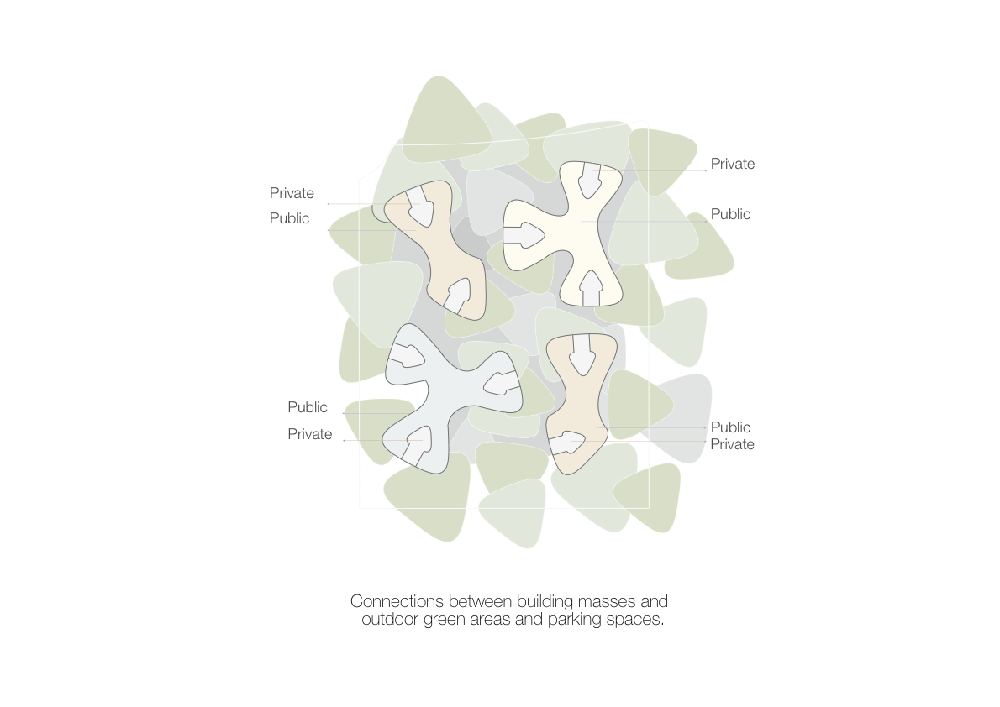 Private
Public
Private
Public
Public
Private
Public
Private
Connections between building masses and
outdoor green areas and parking spaces.